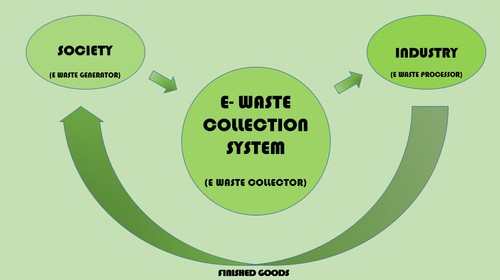 SOCIETY
(E WASTE GENERATOR)
E- WASTE
COLLECTION
SYSTEM
(E WASTE COLLECTOR)
INDUSTRY
(E WASTE PROCESSOR)
FINISHED GOODS